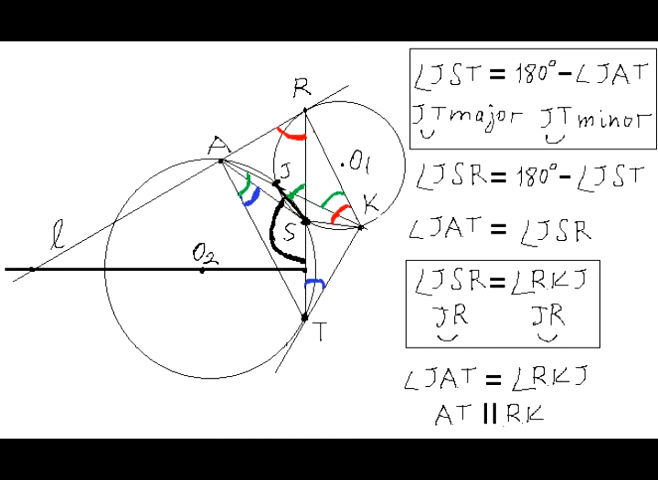 ∠JST = 180° - ∠JAT
JT major JT minor
∠JSR = 180° - ∠JST
∠JAT = ∠JSR
∠JSR = ∠RKJ
JR JR
∠JAT = ∠RKJ
AT || RK
R
A
J
.O1
K
S
l
O2
T